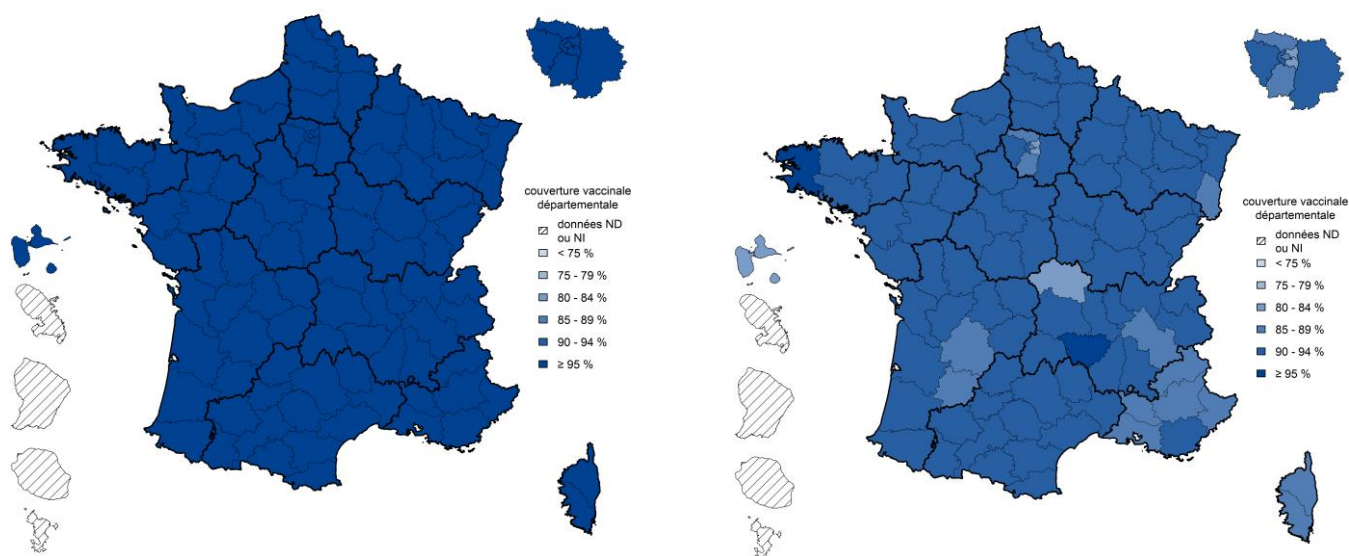 couverture vaccinale
départementale
données ND
ou NI
< 75 %
75 - 79 %
80 - 84 %
85 - 89 %
90 - 94 %
≥ 95 %
couverture vaccinale
départementale
données ND
ou NI
< 75 %
75 - 79 %
80 - 84 %
85 - 89 %
90 - 94 %
≥ 95 %